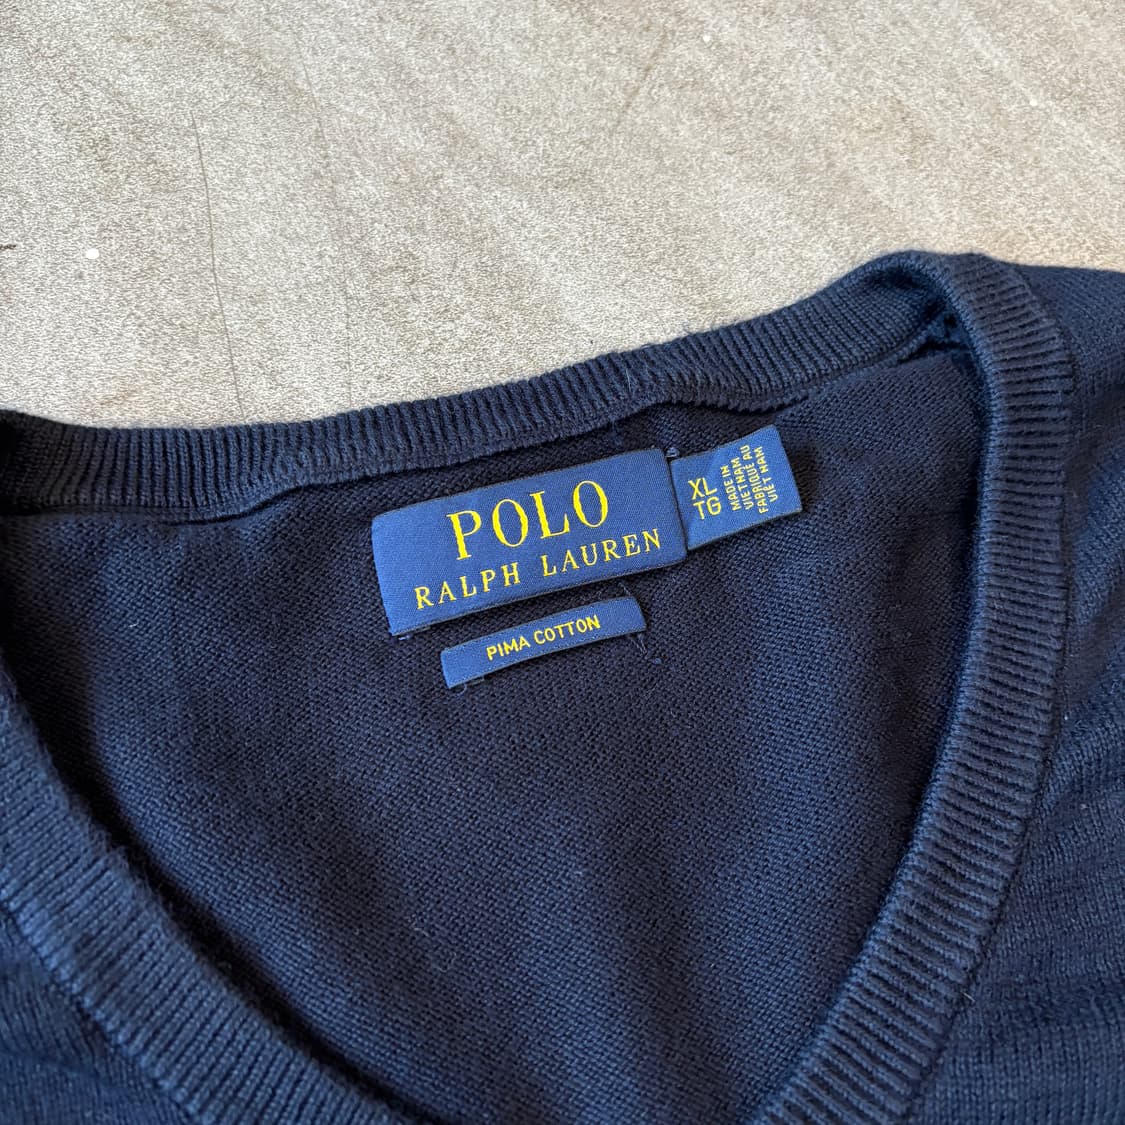 POLO
RALPH LAUREN
XL
TG
MADE IN
VIETNAM
FABRIQUÉ AU
VIET NAM
PIMA COTTON